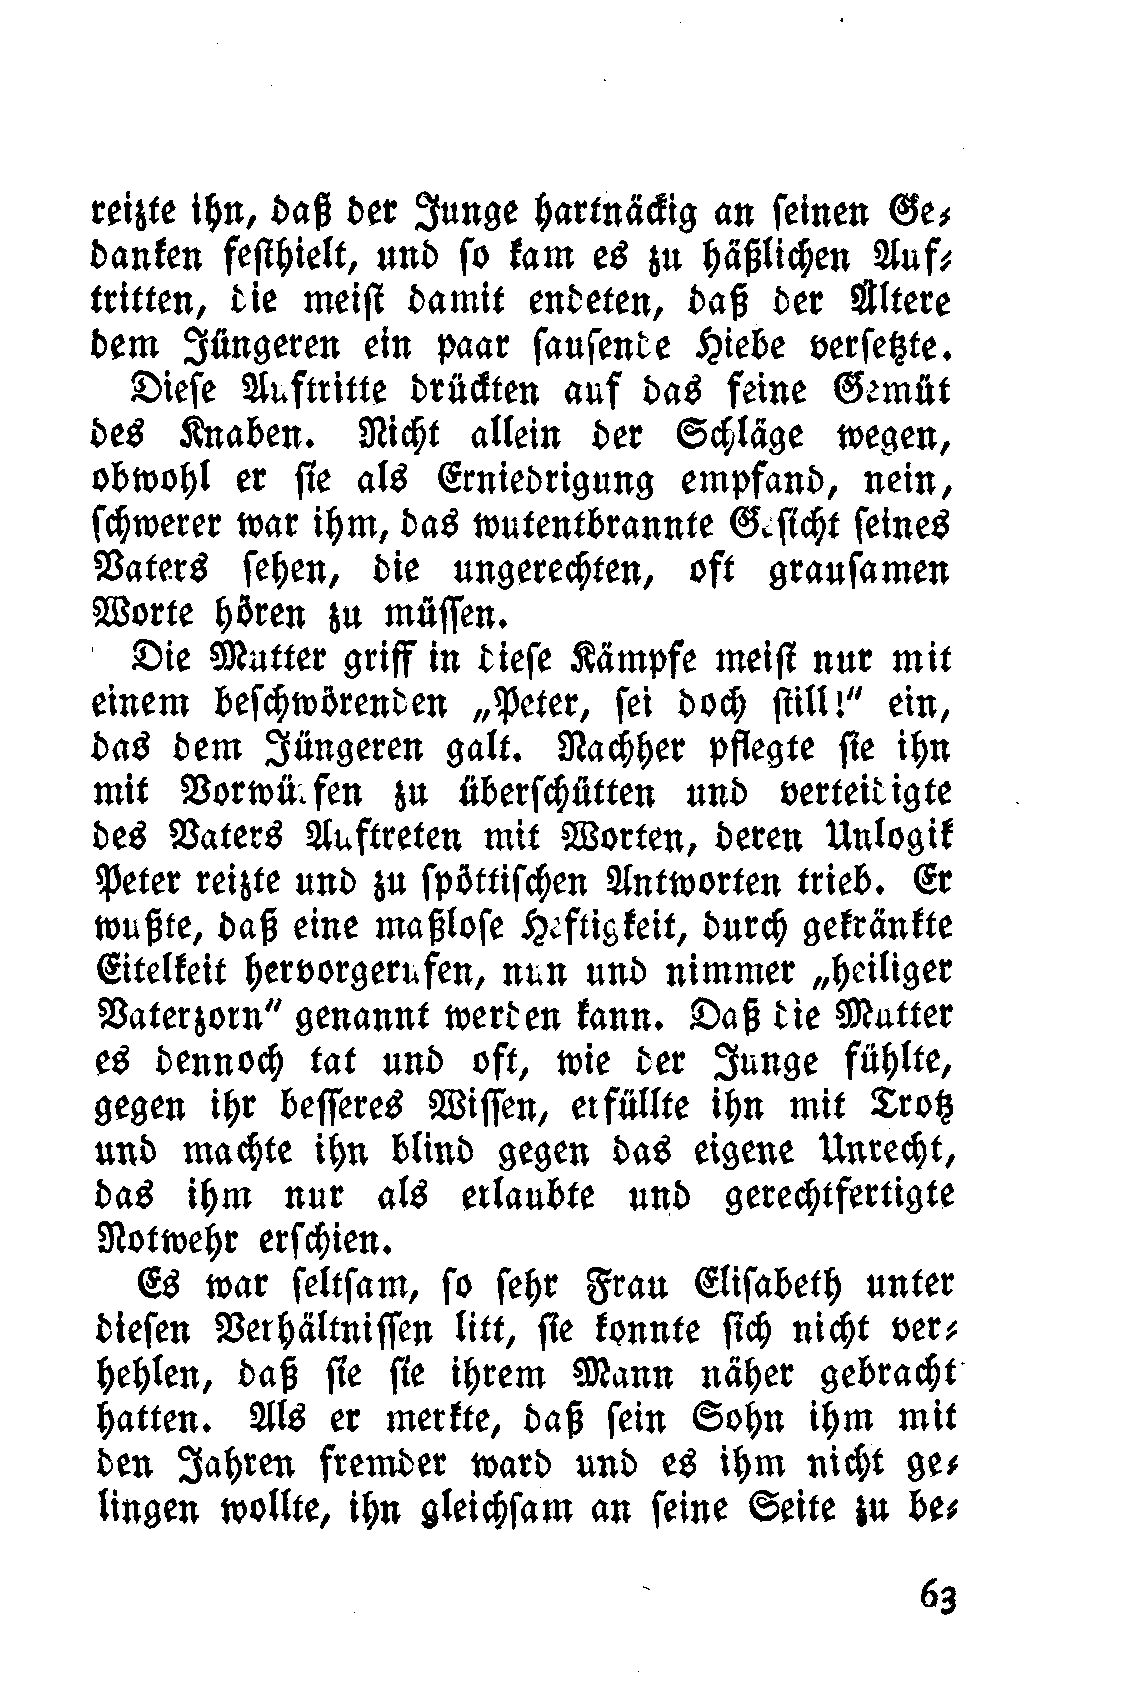 reizte ihn, daß der Junge hartnäckig an seinen Ge-
danken festhielt, und so kam es zu häßlichen Auf-
tritten, die meist damit endeten, daß der Ältere
dem Jüngeren ein paar sausende Hiebe versetzte.
Diese Auftritte drückten auf das feine Gemüt
des Knaben. Nicht allein der Schläge wegen,
obwohl er sie als Erniedrigung empfand, nein,
schwerer war ihm, das wutentbrannte Gesicht seines
Vaters sehen, die ungerechten, oft grausamen
Worte hören zu müssen.
Die Mutter griff in diese Kämpfe meist nur mit
einem beschwörenden „Peter, sei doch still!“ ein,
das dem Jüngeren galt. Nachher pflegte sie ihn
mit Vorwürfen zu überschütten und verteidigte
des Vaters Auftreten mit Worten, deren Unlogik
Peter reizte und zu spöttischen Antworten trieb. Er
wußte, daß eine maßlose Heftigkeit, durch gekränkte
Eitelkeit hervorgerufen, nun und nimmer „heiliger
Vaterzorn“ genannt werden kann. Daß die Mutter
es dennoch tat und oft, wie der Junge fühlte,
gegen ihr besseres Wissen, erfüllte ihn mit Trotz
und machte ihn blind gegen das eigene Unrecht,
das ihm nur als erlaubte und gerechtfertigte
Notwehr erschien.
Es war seltsam, so sehr Frau Elisabeth unter
diesen Verhältnissen litt, sie konnte sich nicht ver-
hehlen, daß sie sie ihrem Mann näher gebracht
hatten. Als er merkte, daß sein Sohn ihm mit
den Jahren fremder ward und es ihm nicht ge-
lingen wollte, ihn gleichsam an seine Seite zu be-
63